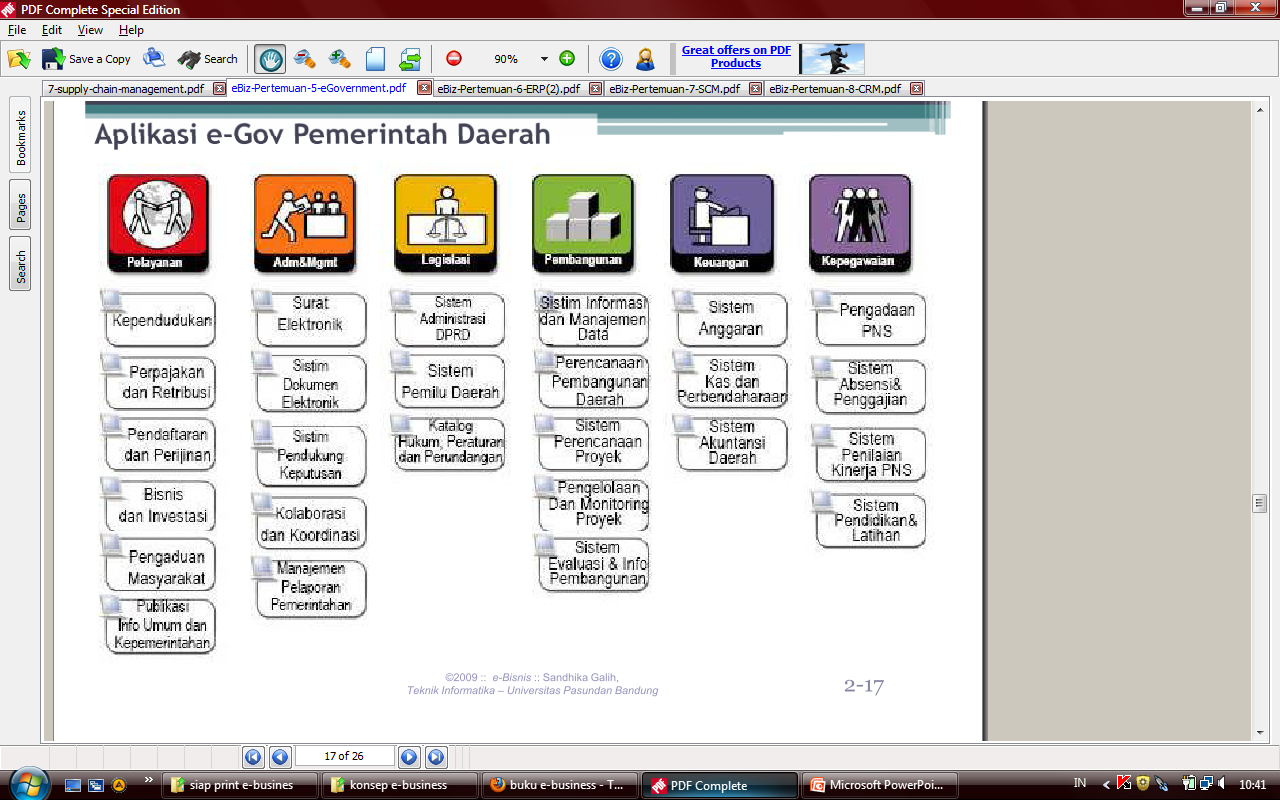 PDF Complete Special Edition
File Edit View Help
Save a Copy Search 90% Great offers on PDF
Products
7-supply-chain-management.pdf eBiz-Pertemuan-5-eGovernment.pdf eBiz-Pertemuan-6-ERP(2).pdf eBiz-Pertemuan-7-SCM.pdf eBiz-Pertemuan-8-CRM.pdf
Bookmarks
Pages
Search
Aplikasi e-Gov Pemerintah Daerah
Pelayanan
Kependudukan
Perpajakan
dan Retribusi
Pendaftaran
dan Perijinan
Bisnis
dan Investasi
Pengaduan
Masyarakat
Publikasi
Info Umum dan
Kepemerintahan
Adm&Mgmt
Surat
Elektronik
Sistim
Dokumen
Elektronik
Sistim
Pendukung
Keputusan
Kolaborasi
dan Koordinasi
Manajemen
Pelaporan
Pemerintahan
Legislasi
Sistem
Administrasi
DPRD
Sistem
Pemilu Daerah
Katalog
Hukum, Peraturan
dan Perundangan
Pembangunan
Sistim Informasi
dan Manajemen
Data
Perencanaan
Pembangunan
Daerah
Sistem
Perencanaan
Proyek
Pengelolaan
Dan Monitoring
Proyek
Sistem
Evaluasi & Info
Pembangunan
Keuangan
Sistem
Anggaran
Sistem
Kas dan
Perbendaharaan
Sistem
Akuntansi
Daerah
Kepegawaian
Pengadaan
PNS
Sistem
Absensi&
Penggajian
Sistem
Penilaian
Kinerja PNS
Sistem
Pendidikan&
Latihan
©2009 :: e-Bisnis :: Sandhika Galih,
Teknik Informatika – Universitas Pasundan Bandung
2-17
17 of 26
siap print e-busines konsep e-business buku e-business - T... PDF Complete Microsoft PowerPoi... IN 10:41